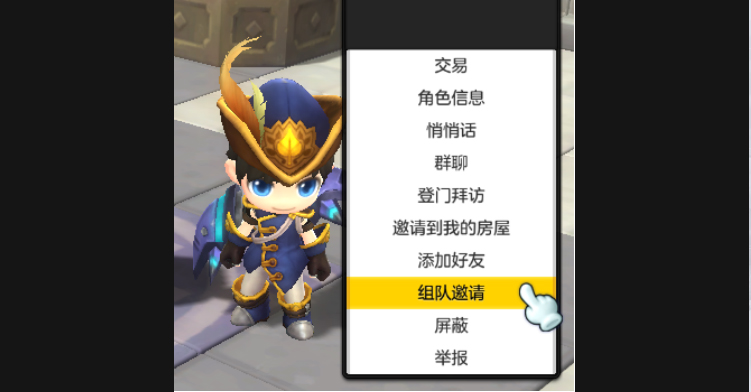 交易
角色信息
悄悄话
群聊
登门拜访
邀请到我的房屋
添加好友
组队邀请
屏蔽
举报